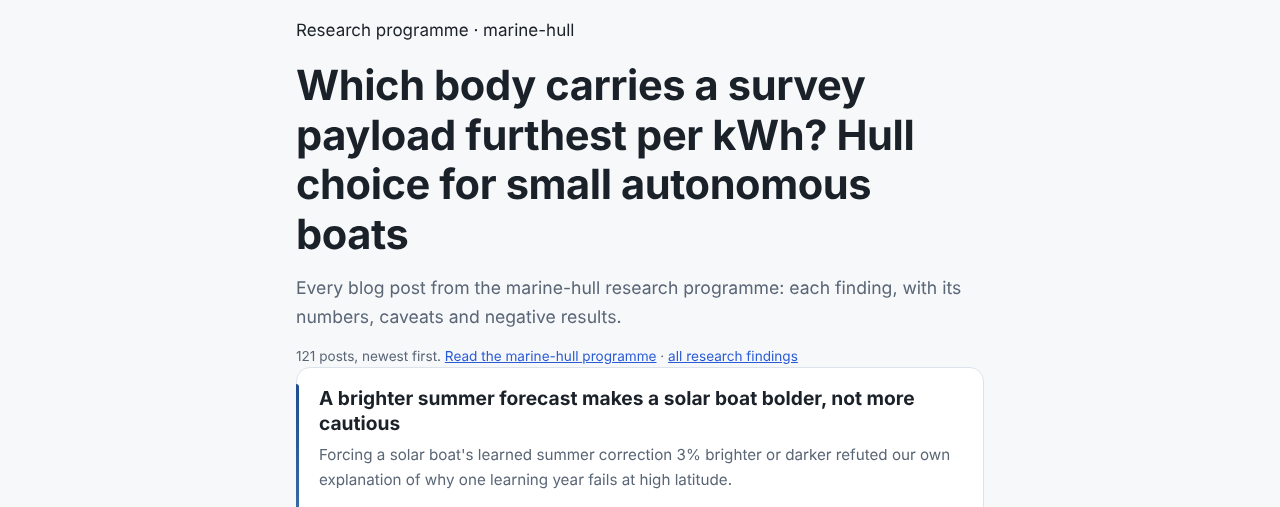 Research programme · marine-hull
Which body carries a survey
payload furthest per kWh? Hull
choice for small autonomous
boats
Every blog post from the marine-hull research programme: each finding, with its
numbers, caveats and negative results.
121 posts, newest first. Read the marine-hull programme · all research findings
A brighter summer forecast makes a solar boat bolder, not more
cautious
Forcing a solar boat's learned summer correction 3% brighter or darker refuted our own
explanation of why one learning year fails at high latitude.